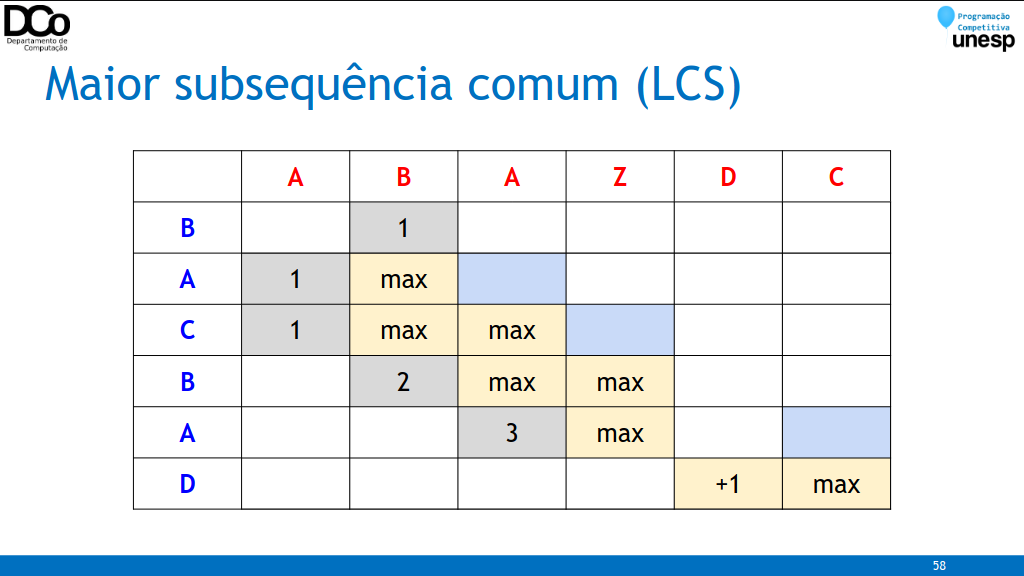 DCo
Departamento de
Computação
Programação
Competitiva
unesp
Maior subsequência comum (LCS)
A B A Z D C
B 1
A 1 max
C 1 max max
B 2 max max
A 3 max
D +1 max
58